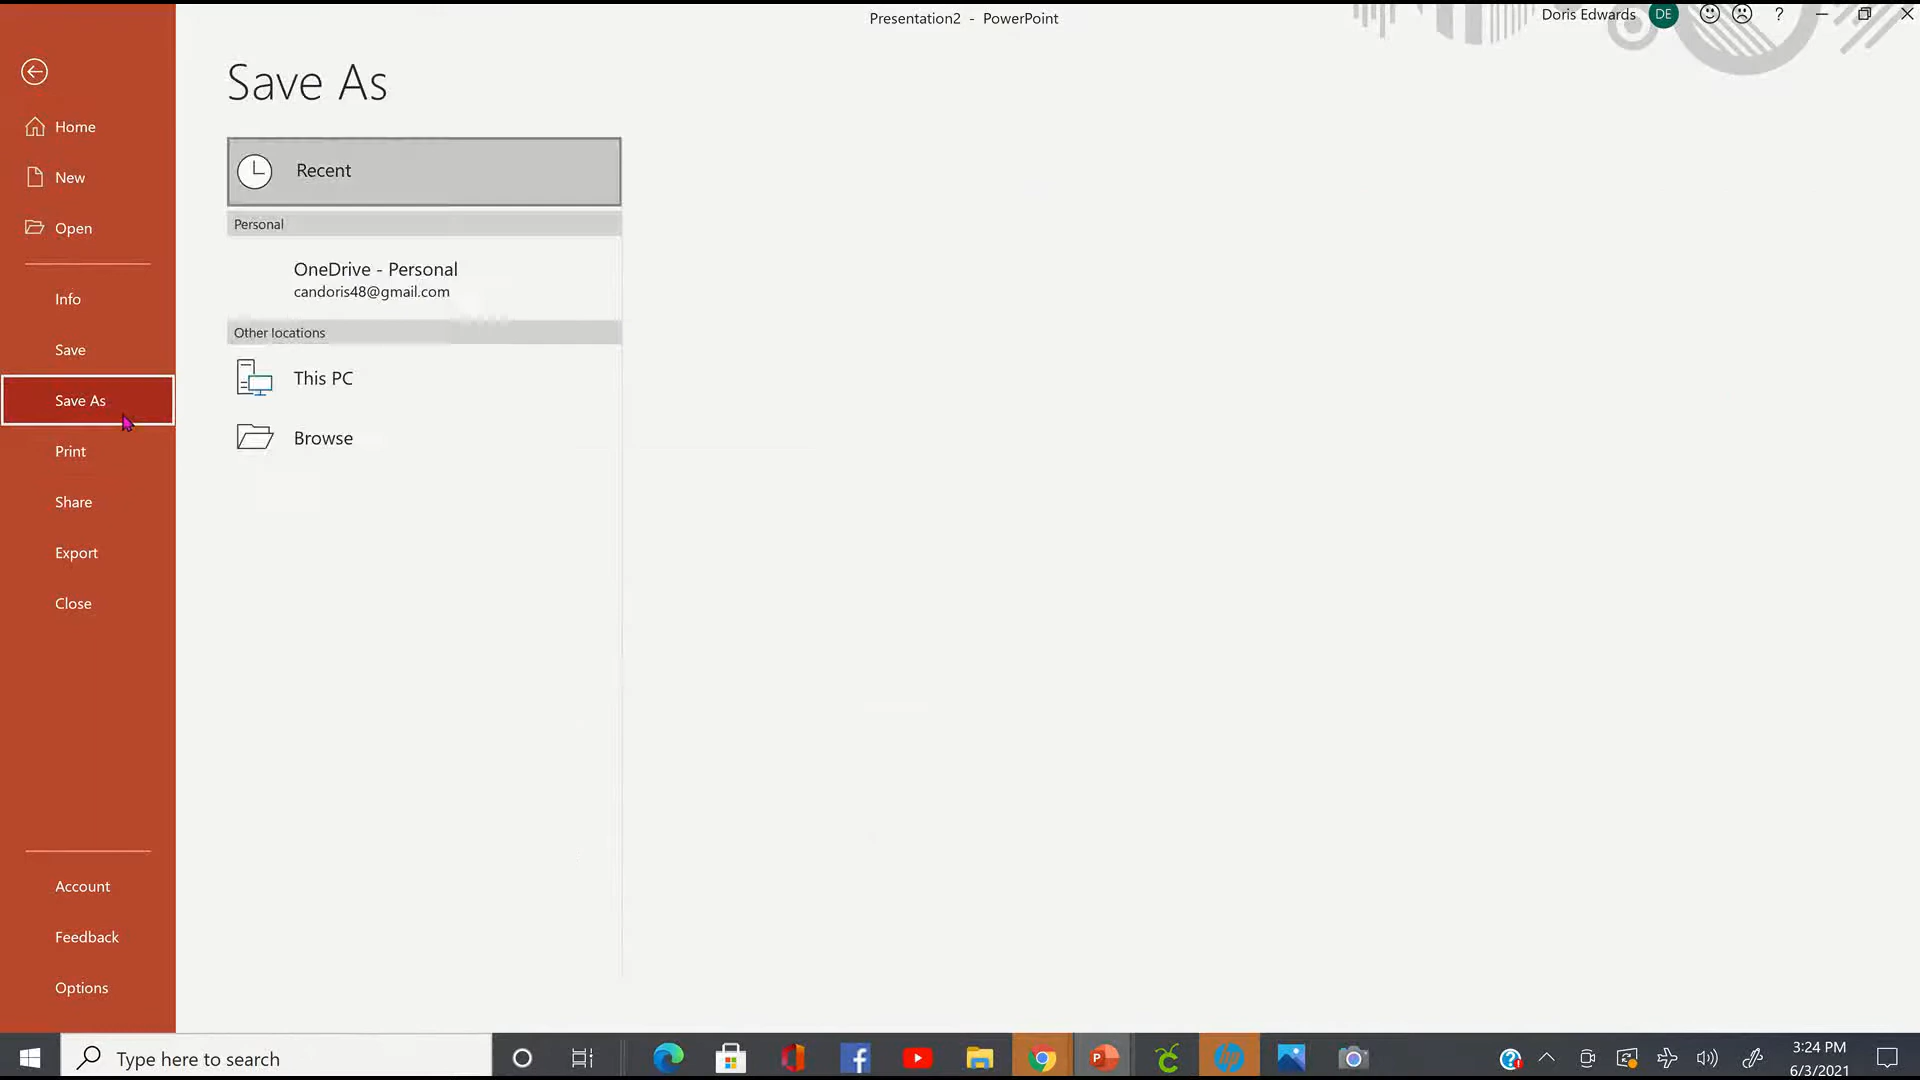 Presentation2 - PowerPoint
Doris Edwards
DE
?
Save As
Home
New
Open
Info
Save
Save As
Print
Share
Export
Close
Account
Feedback
Options
Recent
Personal
OneDrive - Personal
candoris48@gmail.com
Other locations
This PC
Browse
Type here to search
3:24 PM
6/3/2021